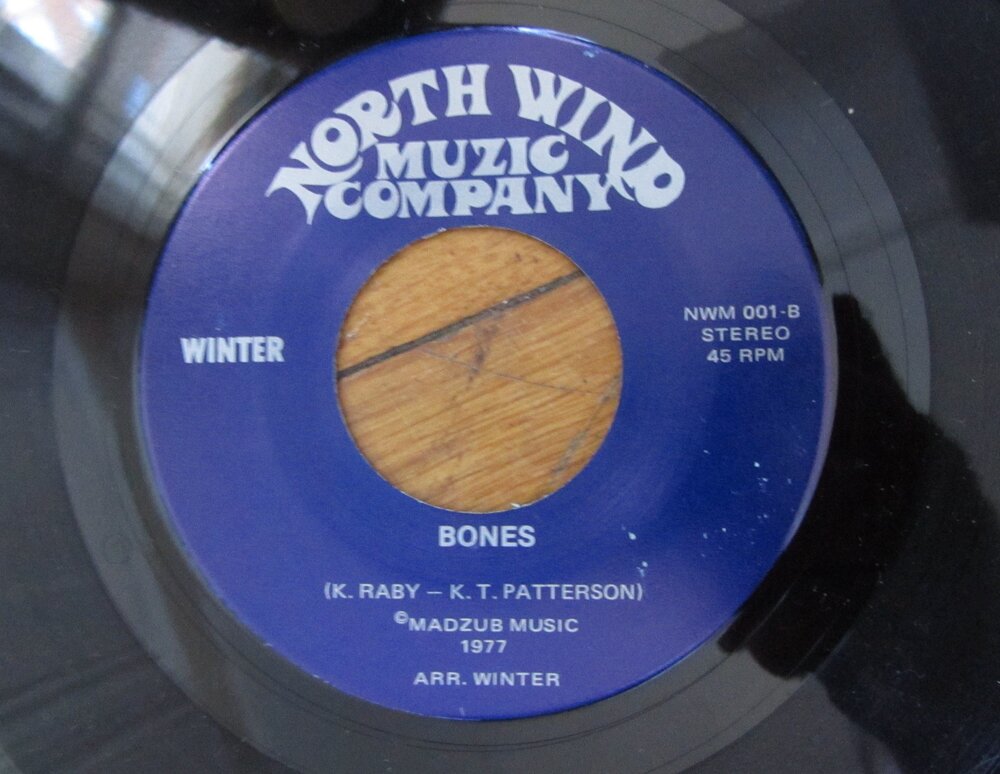 NORTH WIND
MUZIC
COMPANY
WINTER
NWM 001-B
STEREO
45 RPM
BONES
(K. RABY – K. T. PATTERSON)
©MADZUB MUSIC
1977
ARR. WINTER